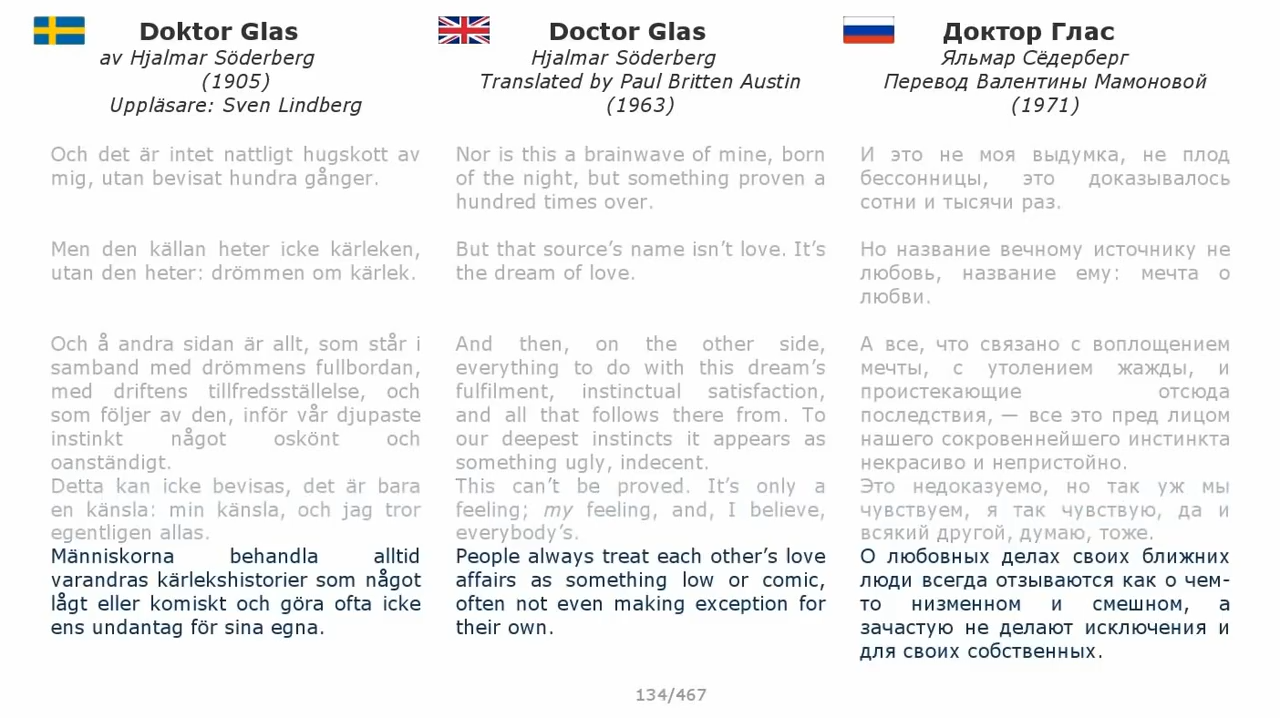 Doktor Glas
av Hjalmar Söderberg
(1905)
Uppläsare: Sven Lindberg
Och det är intet nattligt hugskott av
mig, utan bevisat hundra gånger.
Men den källan heter icke kärleken,
utan den heter: drömmen om kärlek.
Och å andra sidan är allt, som står i
samband med drömmens fullbordan,
med driftens tillfredsställelse, och
som följer av den, inför vår djupaste
instinkt något oskönt och
oanständigt.
Detta kan icke bevisas, det är bara
en känsla: min känsla, och jag tror
egentligen allas.
Människorna behandla alltid
varandras kärlekshistorier som något
lågt eller komiskt och göra ofta icke
ens undantag för sina egna.
Doctor Glas
Hjalmar Söderberg
Translated by Paul Britten Austin
(1963)
Nor is this a brainwave of mine, born
of the night, but something proven a
hundred times over.
But that source’s name isn’t love. It’s
the dream of love.
And then, on the other side,
everything to do with this dream’s
fulfilment, instinctual satisfaction,
and all that follows there from. To
our deepest instincts it appears as
something ugly, indecent.
This can’t be proved. It’s only a
feeling; my feeling, and, I believe,
everybody’s.
People always treat each other’s love
affairs as something low or comic,
often not even making exception for
their own.
Доктор Глас
Яльмар Сёдерберг
Перевод Валентины Мамоновой
(1971)
И это не моя выдумка, не плод
бессонницы, это доказывалось
сотни и тысячи раз.
Но название вечному источнику не
любовь, название ему: мечта о
любви.
А все, что связано с воплощением
мечты, с утолением жажды, и
проистекающие отсюда
последствия, — все это пред лицом
нашего сокровеннейшего инстинкта
некрасиво и непристойно.
Это недоказуемо, но так уж мы
чувствуем, я так чувствую, да и
всякий другой, думаю, тоже.
О любовных делах своих ближних
люди всегда отзываются как о чем-
то низменном и смешном, а
зачастую не делают исключения и
для своих собственных.
134/467